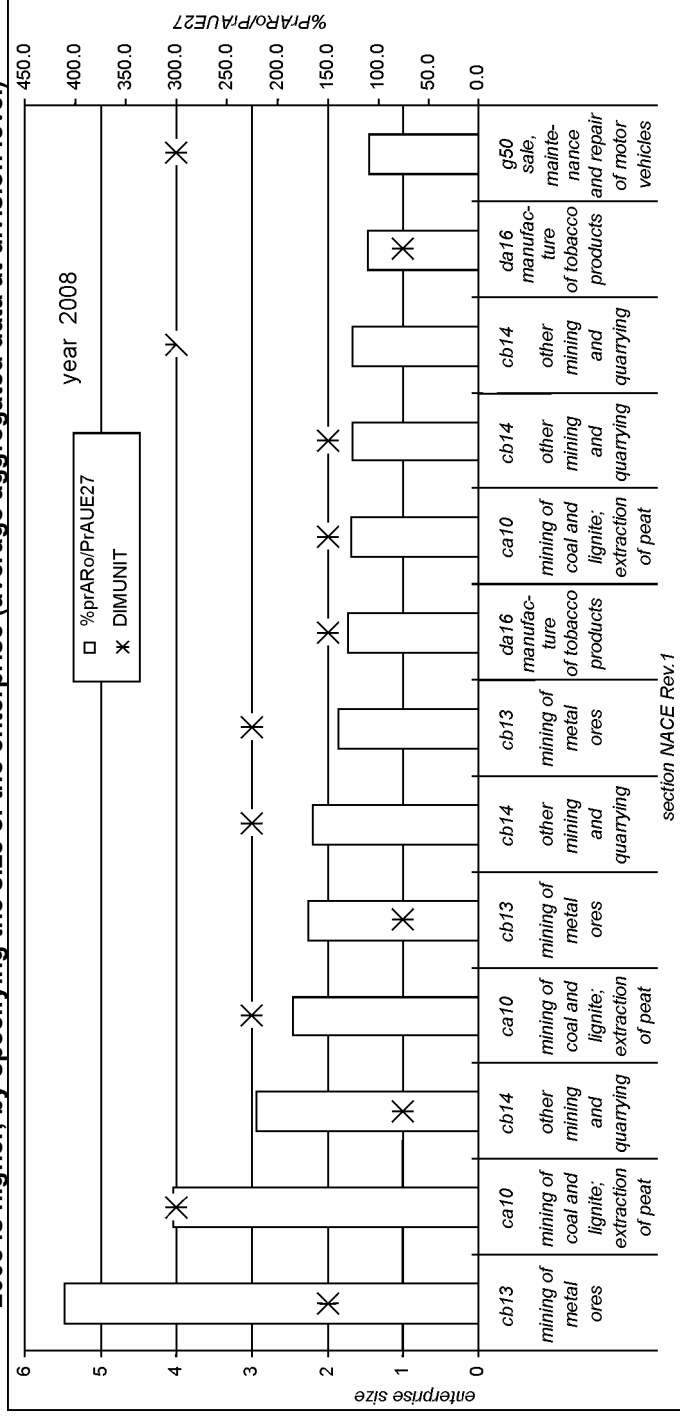 %PrARo/PrAUE27
450.0
400.0
350.0
300.0
250.0
200.0
150.0
100.0
50.0
0.0
year 2008
%prARo/PrAUE27
DIMUNIT
6
5
4
3
2
1
0
enterprise size
cb13
mining of
metal
ores
ca10
mining of
coal and
lignite;
extraction
of peat
cb14
other
mining
and
quarrying
ca10
mining of
coal and
lignite;
extraction
of peat
cb13
mining of
metal
ores
cb14
other
mining
and
quarrying
cb13
mining of
metal
ores
da16
manufac-
ture
of tobacco
products
ca10
mining of
coal and
lignite;
extraction
of peat
cb14
other
mining
and
quarrying
cb14
other
mining
and
quarrying
da16
manufac-
ture
of tobacco
products
g50
sale,
mainte-
nance
and repair
of motor
vehicles
section NACE Rev.1